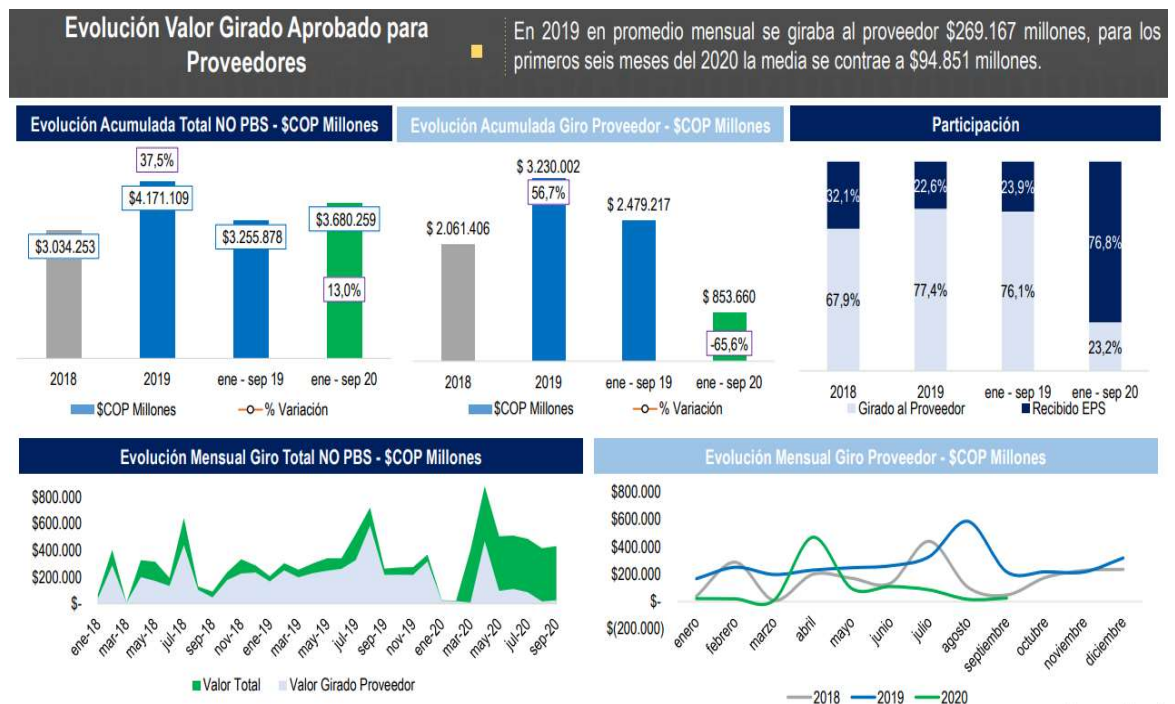 Evolución Valor Girado Aprobado para
Proveedores
En 2019 en promedio mensual se giraba al proveedor $269.167 millones, para los
primeros seis meses del 2020 la media se contrae a $94.851 millones.
Evolución Acumulada Total NO PBS - $COP Millones
37,5%
$4.171.109
$3.034.253
$3.255.878
$3.680.259
13,0%
2018
2019
ene - sep 19
ene - sep 20
$COP Millones
% Variación
Evolución Acumulada Giro Proveedor - $COP Millones
$ 3.230.002
56,7%
$ 2.061.406
$ 2.479.217
$ 853.660
-65,6%
2018
2019
ene - sep 19
ene - sep 20
$COP Millones
% Variación
Participación
32,1%
22,6%
23,9%
76,8%
67,9%
77,4%
76,1%
23,2%
2018
2019
ene - sep 19
ene - sep 20
Girado al Proveedor
Recibido EPS
Evolución Mensual Giro Total NO PBS - $COP Millones
$800.000
$600.000
$400.000
$200.000
$-
ene-18
mar-18
may-18
jul-18
sep-18
nov-18
ene-19
mar-19
may-19
jul-19
sep-19
nov-19
ene-20
mar-20
may-20
jul-20
sep-20
Valor Total
Valor Girado Proveedor
Evolución Mensual Giro Proveedor - $COP Millones
$800.000
$600.000
$400.000
$200.000
$-
$(200.000)
enero
febrero
marzo
abril
mayo
junio
julio
agosto
septiembre
octubre
noviembre
diciembre
2018
2019
2020